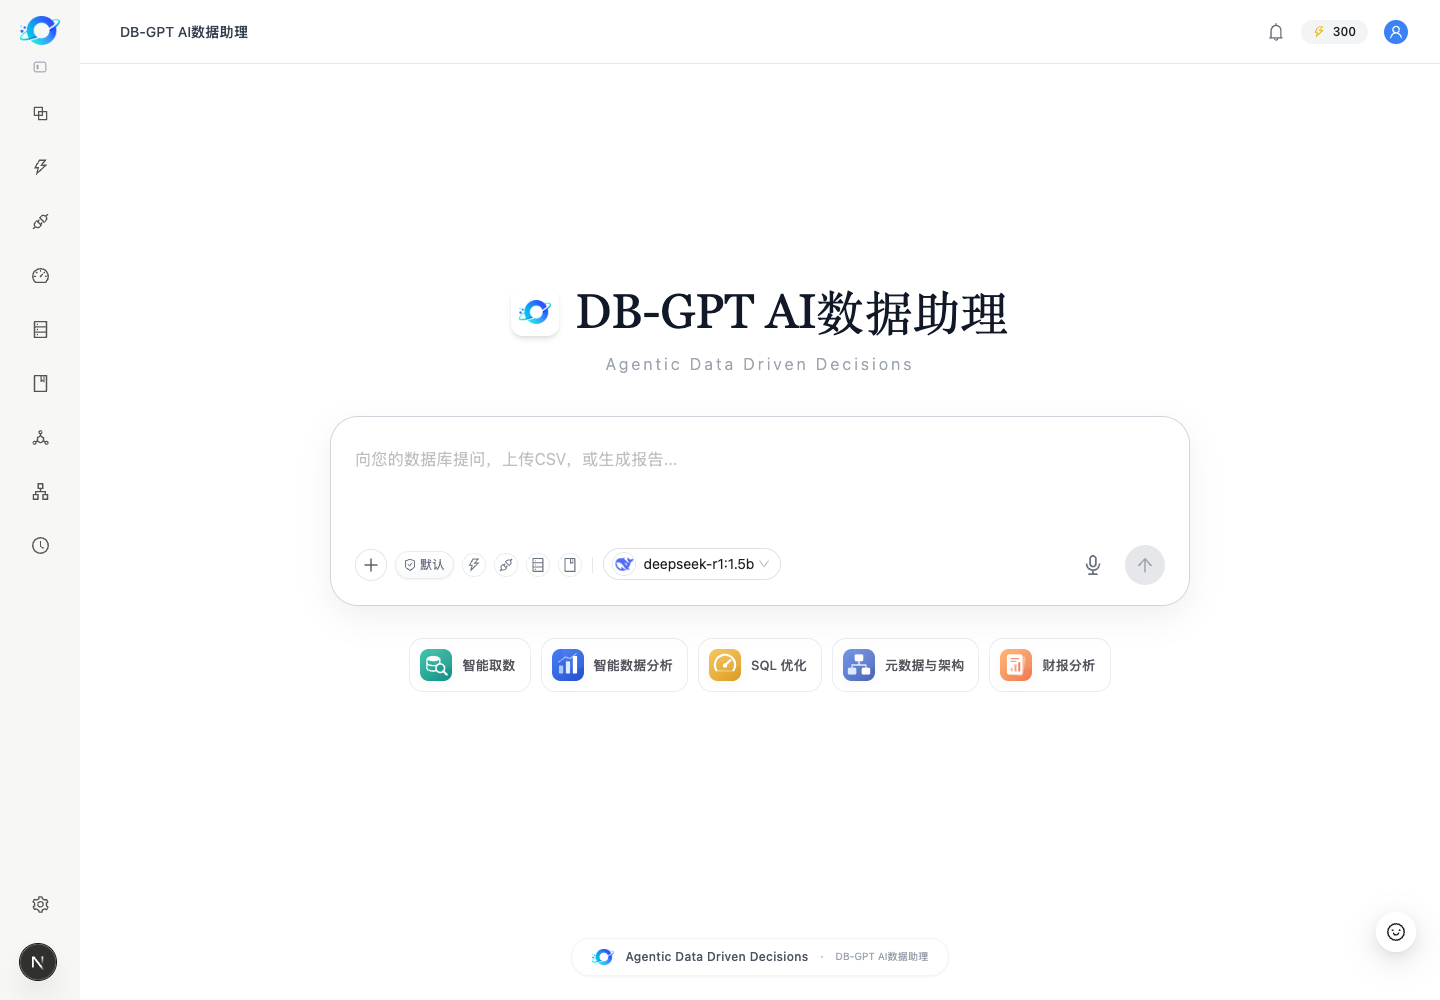 DB-GPT AI数据助理
300
DB-GPT AI数据助理
Agentic Data Driven Decisions
向您的数据库提问，上传CSV，或生成报告...
默认
deepseek-r1:1.5b
智能取数
智能数据分析
SQL 优化
元数据与架构
财报分析
N
Agentic Data Driven Decisions · DB-GPT AI数据助理